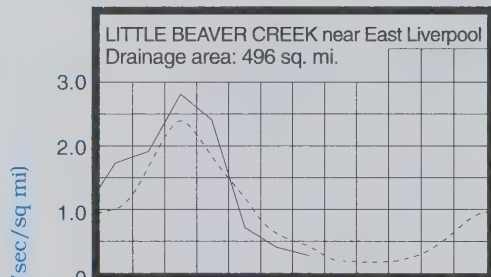 LITTLE BEAVER CREEK near East Liverpool
Drainage area: 496 sq. mi.
3.0
2.0
1.0
0
/sec/sq mi)